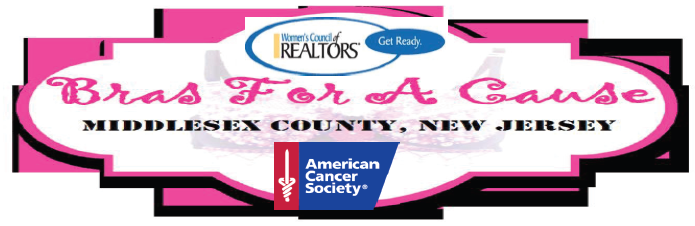 Women's Council of
REALTORS®
Get Ready.
Bras For A Cause
MIDDLESEX COUNTY, NEW JERSEY
American
Cancer
Society®